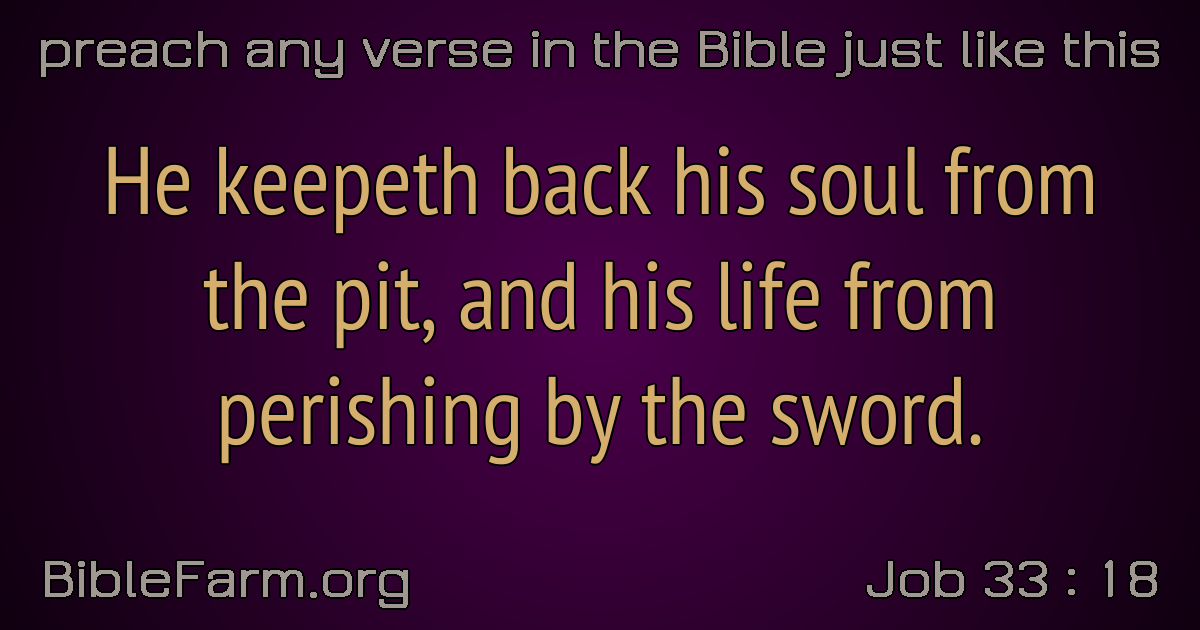 preach any verse in the Bible just like this
He keepeth back his soul from
the pit, and his life from
perishing by the sword.
BibleFarm.org
Job 33 : 18